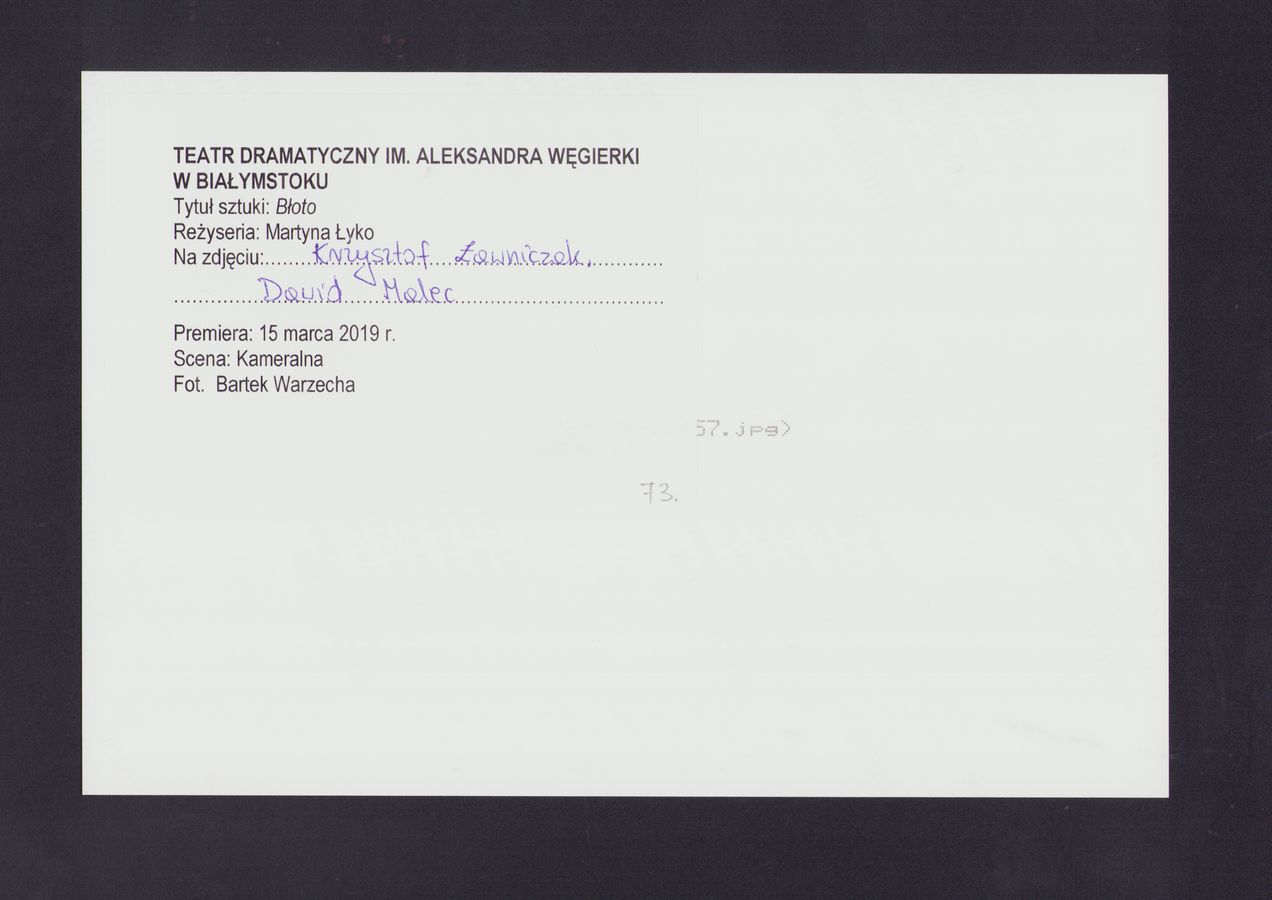 TEATR DRAMATYCZNY IM. ALEKSANDRA WĘGIERKI
W BIAŁYMSTOKU
Tytuł sztuki: Błoto
Reżyseria: Martyna Łyko
Na zdjęciu:.......Krzysztof Ławniczak,............
..............Dawid Malec..................................
Premiera: 15 marca 2019 r.
Scena: Kameralna
Fot. Bartek Warzecha
57.jpg)
73.